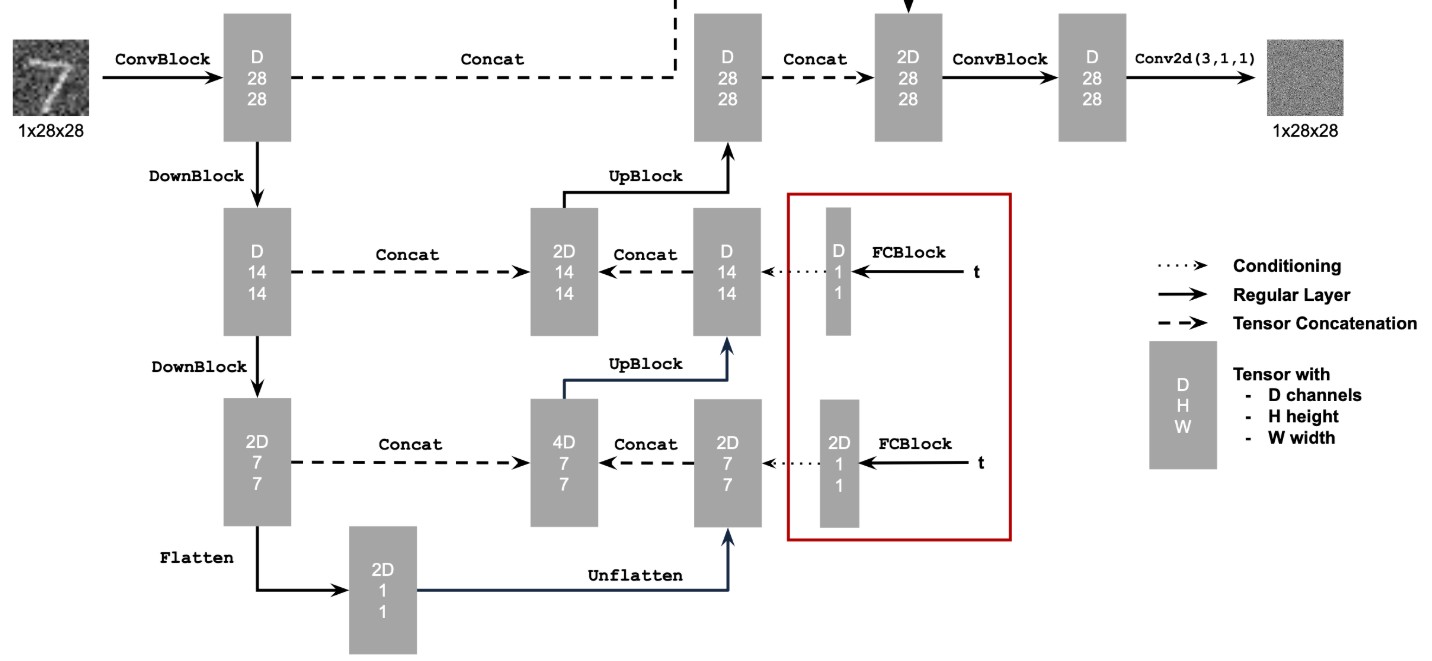 ConvBlock
D
28
28
Concat
D
28
28
Concat
2D
28
28
ConvBlock
D
28
28
Conv2d(3,1,1)
7
1x28x28
1x28x28
DownBlock
UpBlock
D
14
14
Concat
2D
14
14
Concat
D
14
14
D
1
1
FCBlock
t
DownBlock
UpBlock
2D
7
7
Concat
4D
7
7
Concat
2D
7
7
2D
1
1
FCBlock
t
Flatten
2D
1
1
Unflatten
Conditioning
Regular Layer
Tensor Concatenation
D
H
W
Tensor with
- D channels
- H height
- W width